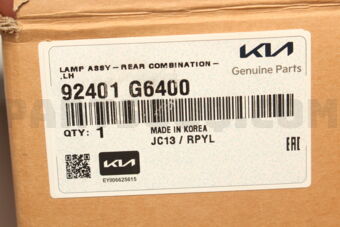 KIA
LAMP ASSY-REAR COMBINATION-
,LH
Genuine Parts
92401 G6400
QTY: 1
MADE IN KOREA
JC13 / RPYL
EAC
KIA
EY006625615